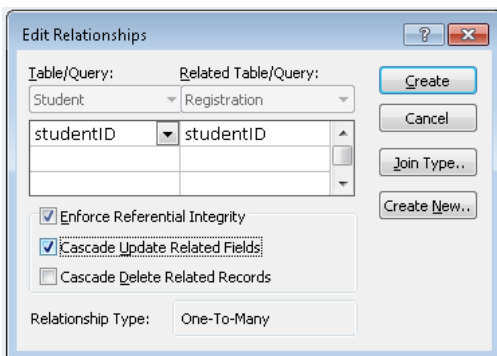 Edit Relationships
Table/Query: Related Table/Query:
Student Registration
studentID studentID
Enforce Referential Integrity
Cascade Update Related Fields
Cascade Delete Related Records
Relationship Type: One-To-Many
Create
Cancel
Join Type..
Create New..